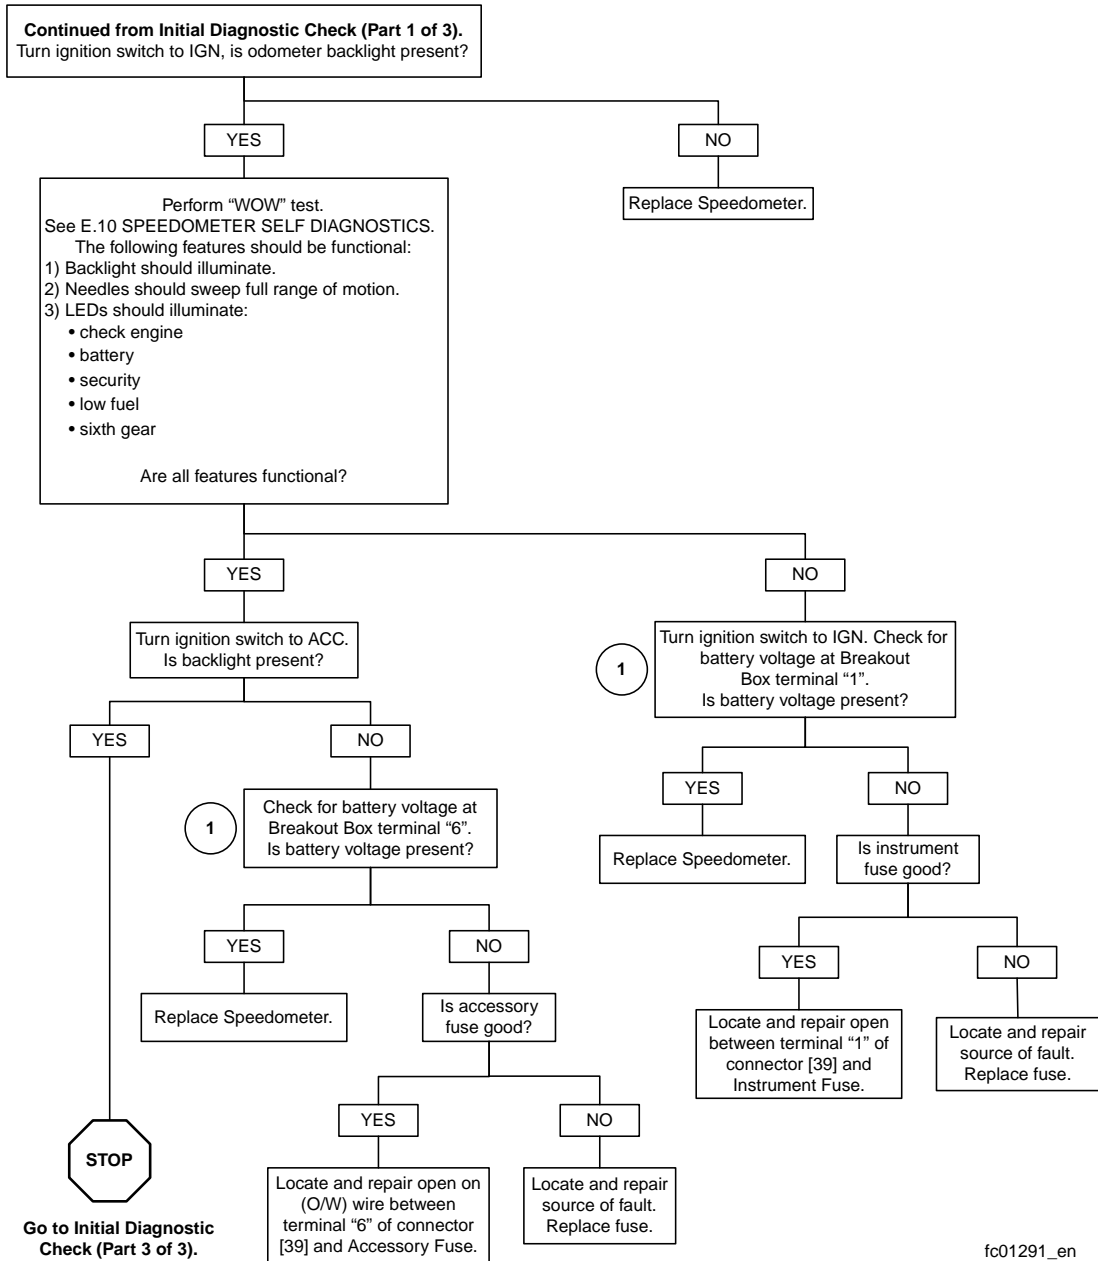 Continued from Initial Diagnostic Check (Part 1 of 3).
Turn ignition switch to IGN, is odometer backlight present?
YES
NO
Replace Speedometer.
Perform “WOW” test.
See E.10 SPEEDOMETER SELF DIAGNOSTICS.
The following features should be functional:
1) Backlight should illuminate.
2) Needles should sweep full range of motion.
3) LEDs should illuminate:
• check engine
• battery
• security
• low fuel
• sixth gear
Are all features functional?
YES
NO
Turn ignition switch to ACC.
Is backlight present?
1
Turn ignition switch to IGN. Check for
battery voltage at Breakout
Box terminal “1”.
Is battery voltage present?
YES
NO
YES
NO
1
Check for battery voltage at
Breakout Box terminal “6”.
Is battery voltage present?
Replace Speedometer.
Is instrument
fuse good?
YES
NO
YES
NO
Replace Speedometer.
Is accessory
fuse good?
Locate and repair open
between terminal “1” of
connector [39] and
Instrument Fuse.
Locate and repair
source of fault.
Replace fuse.
YES
NO
STOP
Go to Initial Diagnostic
Check (Part 3 of 3).
Locate and repair open on
(O/W) wire between
terminal “6” of connector
[39] and Accessory Fuse.
Locate and repair
source of fault.
Replace fuse.
fc01291_en